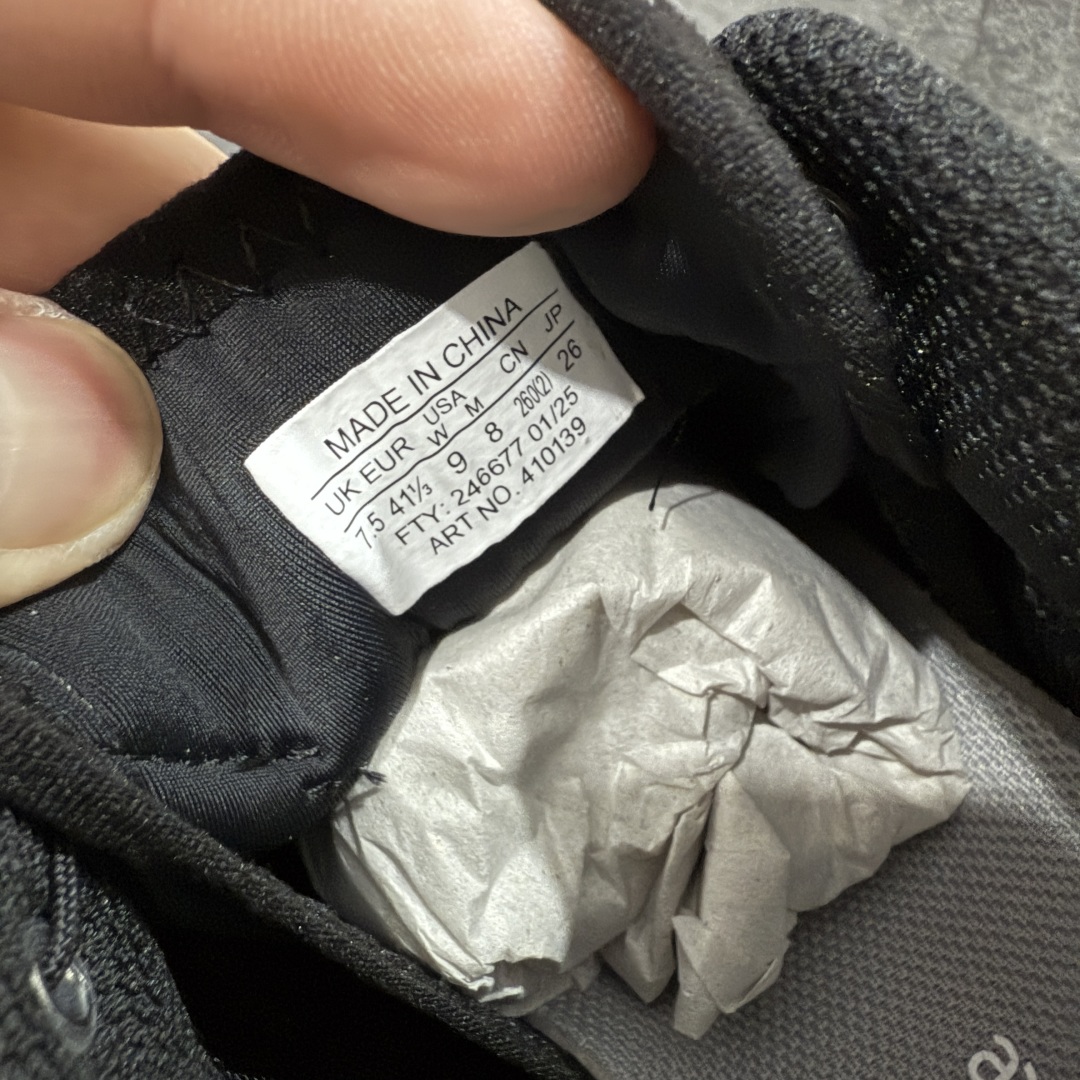 MADE IN CHINA
UK EUR USA CN JP
W M
7.5 41⅓ 9 8 260(2) 26
FTY: 246677 01/25
ART NO. 410139